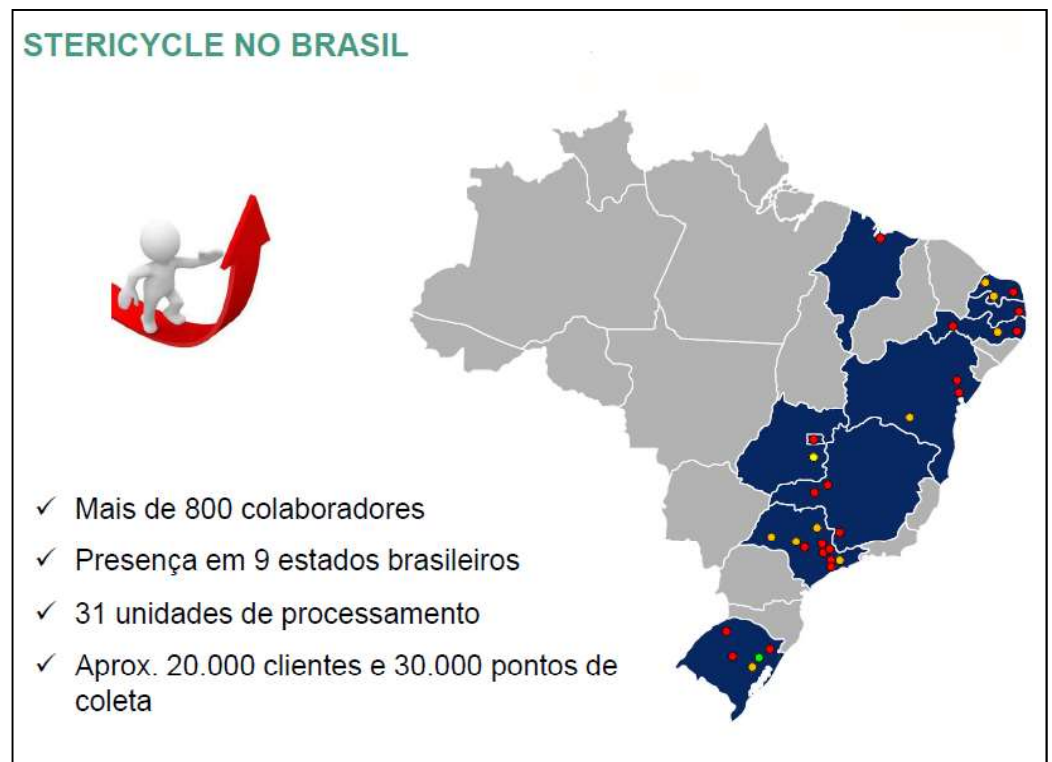 STERICYCLE NO BRASIL
✓ Mais de 800 colaboradores
✓ Presença em 9 estados brasileiros
✓ 31 unidades de processamento
✓ Aprox. 20.000 clientes e 30.000 pontos de
coleta